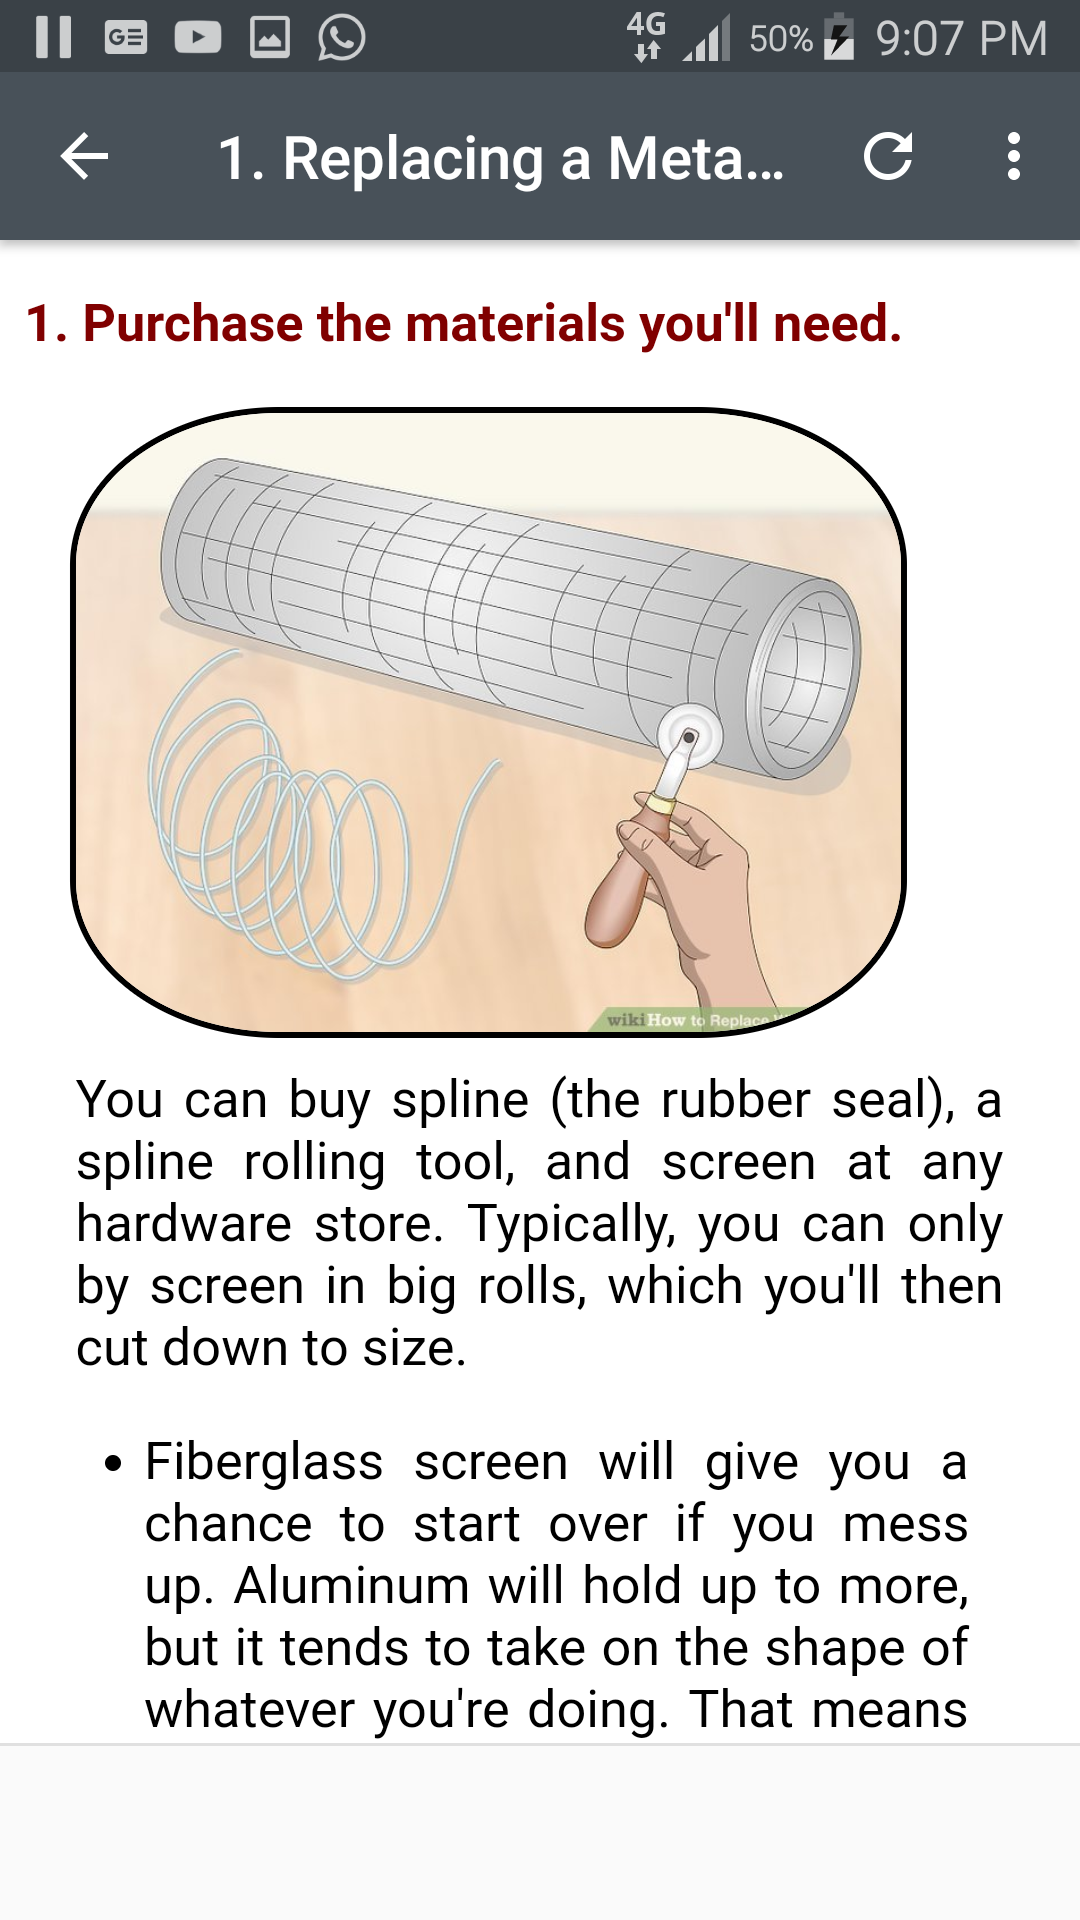 GE
4G
50%
9:07 PM
1. Replacing a Meta...
1. Purchase the materials you'll need.
wikiHow to Replace
You can buy spline (the rubber seal), a
spline rolling tool, and screen at any
hardware store. Typically, you can only
by screen in big rolls, which you'll then
cut down to size.
• Fiberglass screen will give you a
chance to start over if you mess
up. Aluminum will hold up to more,
but it tends to take on the shape of
whatever you're doing. That means